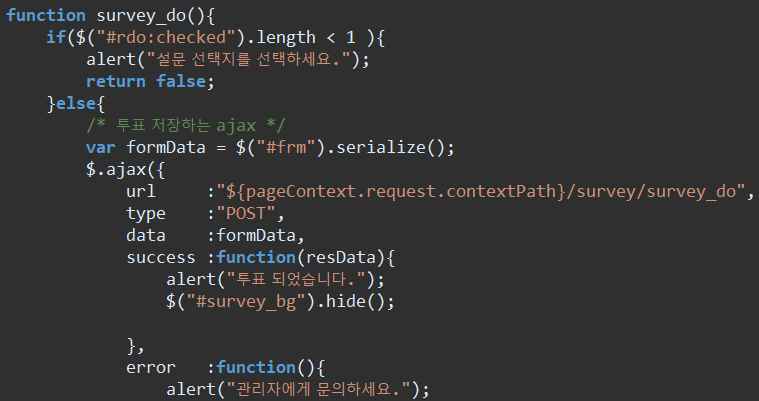 function survey_do(){
    if($("#rdo:checked").length < 1 ){
        alert("설문 선택지를 선택하세요.");
        return false;
    }else{
        /* 투표 저장하는 ajax */
        var formData = $("#frm").serialize();
        $.ajax({
            url     :"${pageContext.request.contextPath}/survey/survey_do",
            type    :"POST",
            data    :formData,
            success :function(resData){
                alert("투표 되었습니다.");
                $("#survey_bg").hide();
            },
            error   :function(){
                alert("관리자에게 문의하세요.");